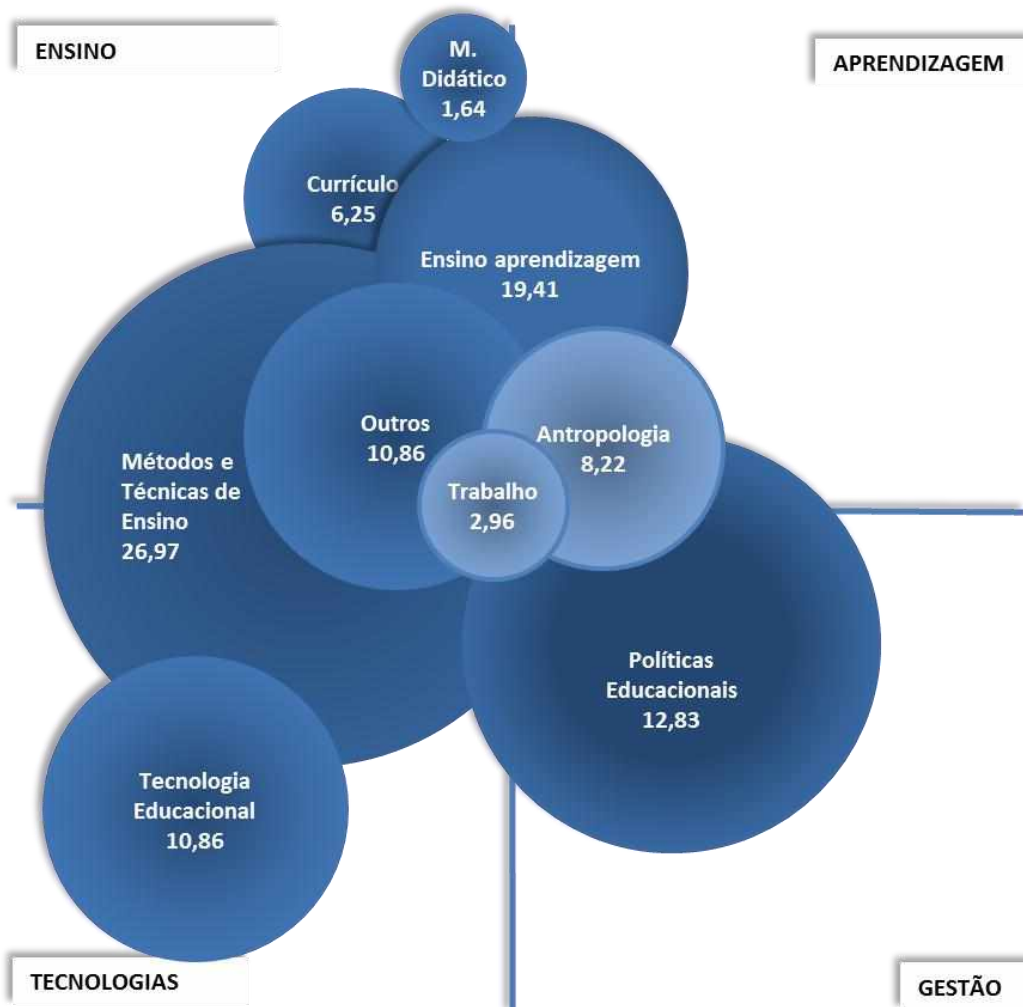 ENSINO
APRENDIZAGEM
M.
Didático
1,64
Currículo
6,25
Ensino aprendizagem
19,41
Outros
10,86
Antropologia
8,22
Métodos e
Técnicas de
Ensino
26,97
Trabalho
2,96
Políticas
Educacionais
12,83
Tecnologia
Educacional
10,86
TECNOLOGIAS
GESTÃO